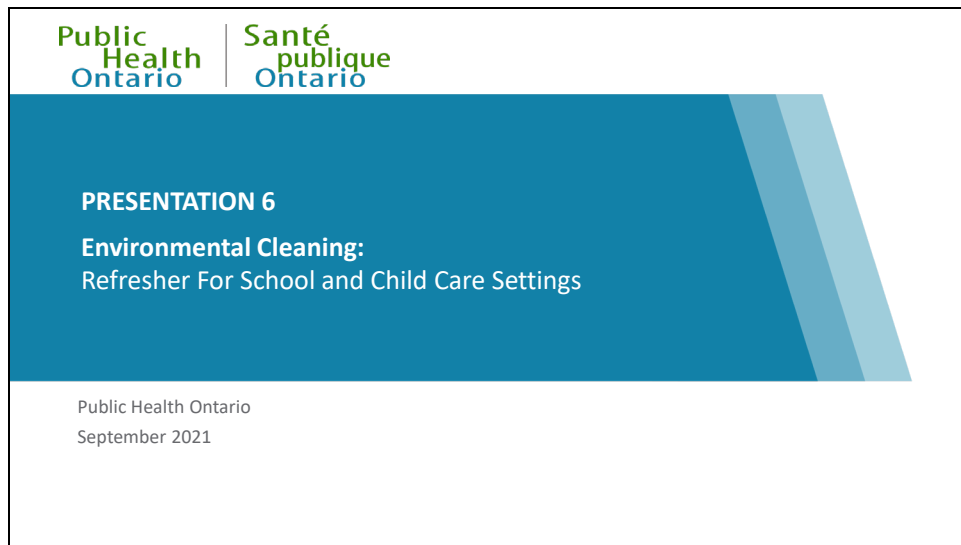 Public
Health
Ontario
Santé
publique
Ontario
PRESENTATION 6
Environmental Cleaning:
Refresher For School and Child Care Settings
Public Health Ontario
September 2021